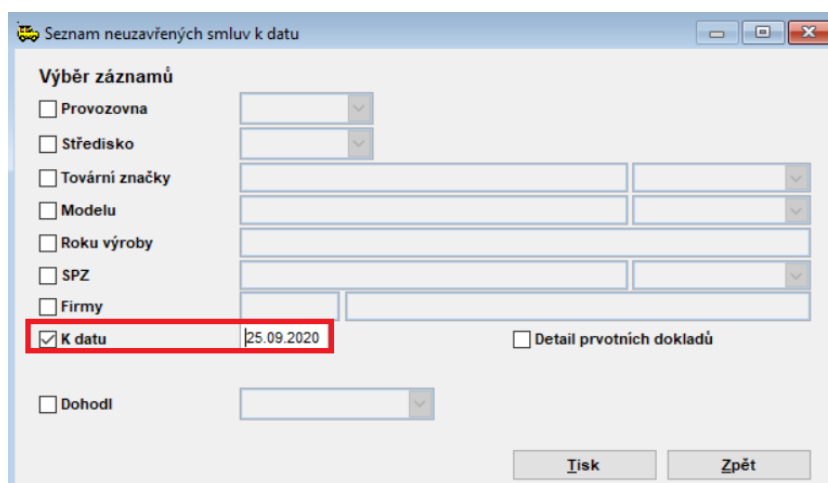 Seznam neuzavřených smluv k datu
Výběr záznamů
Provozovna
Středisko
Tovární značky
Modelu
Roku výroby
SPZ
Firmy
K datu 25.09.2020 Detail prvotních dokladů
Dohodl
Tisk Zpět